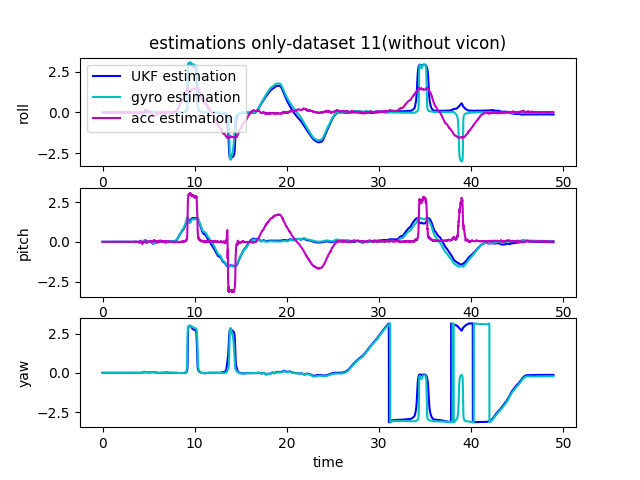 estimations only-dataset 11(without vicon)
UKF estimation
gyro estimation
acc estimation
roll
2.5
0.0
−2.5
0 10 20 30 40 50
pitch
2.5
0.0
−2.5
0 10 20 30 40 50
yaw
2.5
0.0
−2.5
0 10 20 30 40 50
time